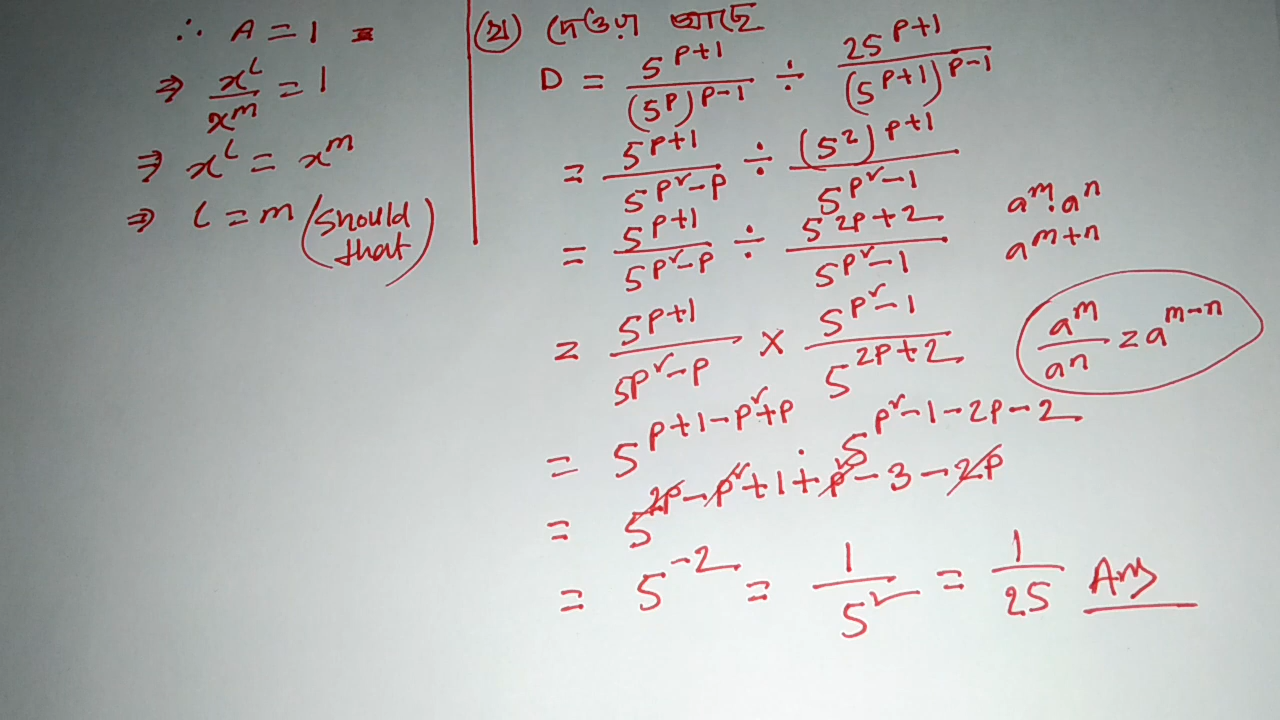 ∴ A = 1
⇒ x^L / x^m = 1
⇒ x^L = x^m
⇒ L = m (Should that)
(খ) দেওয়া আছে
D = 5^(p+1) / (5^p)^(p-1) ÷ 25^(p+1) / (5^(p+1))^(p-1)
= 5^(p+1) / 5^(p²-p) ÷ (5²)^(p+1) / 5^(p²-1)
= 5^(p+1) / 5^(p²-p) ÷ 5^(2p+2) / 5^(p²-1)
= 5^(p+1) / 5^(p²-p) × 5^(p²-1) / 5^(2p+2)
= 5^(p+1-p²+p) · 5^(p²-1-2p-2)
= 5^(2p-p²+1+p²-3-2p)
= 5^(-2) = 1 / 5² = 1 / 25 Ans
a^m · a^n
a^(m+n)
a^m / a^n = a^(m-n)